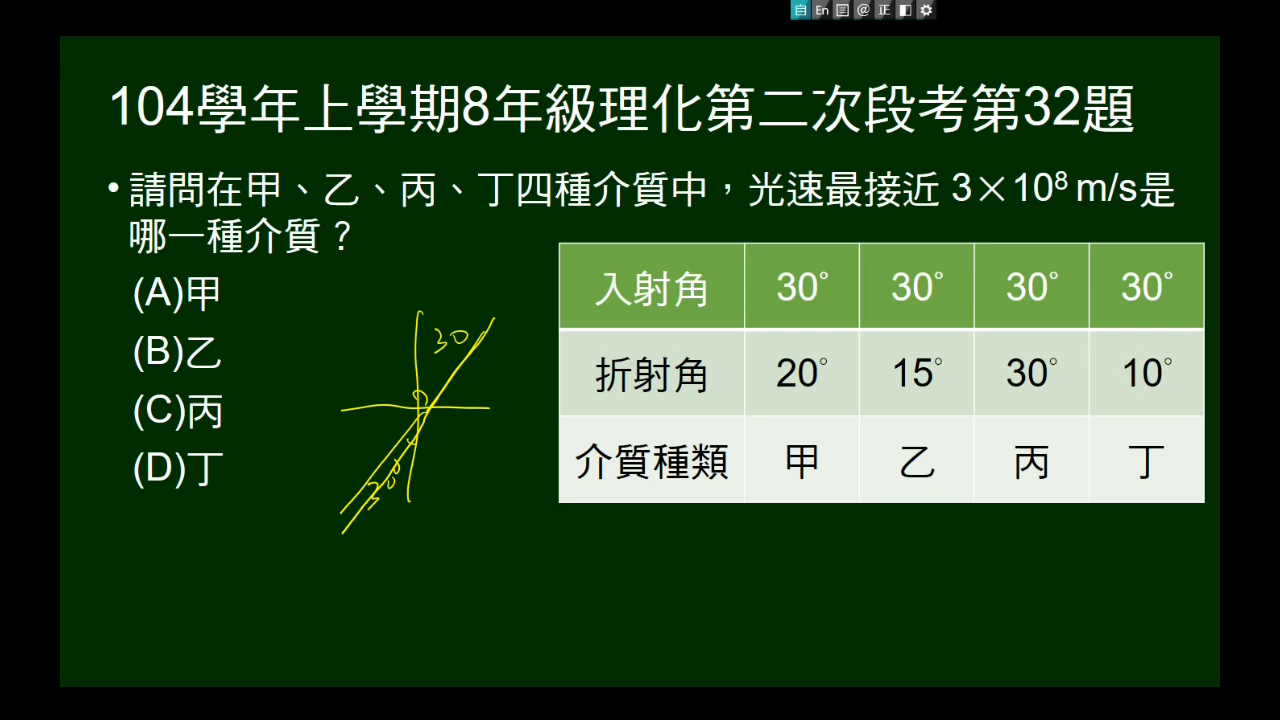 自 En @ 正
104學年上學期8年級理化第二次段考第32題
• 請問在甲、乙、丙、丁四種介質中，光速最接近 3×10⁸ m/s是
哪一種介質？
(A)甲
(B)乙
(C)丙
(D)丁
入射角 30° 30° 30° 30°
折射角 20° 15° 30° 10°
介質種類 甲 乙 丙 丁
30